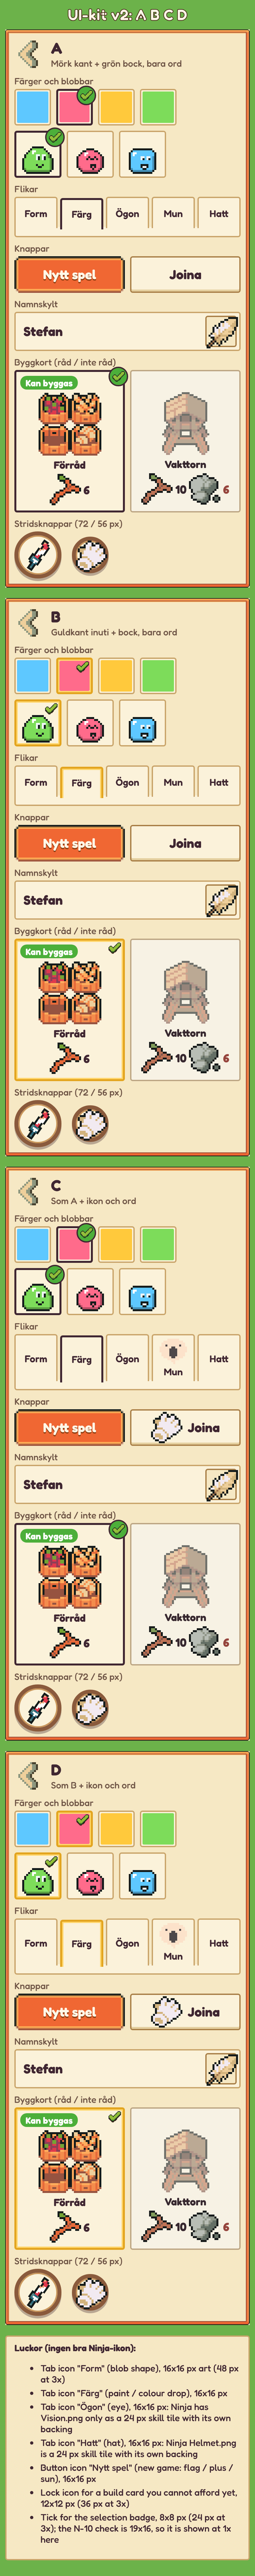 UI-kit v2: A B C D
A
Mörk kant + grön bock, bara ord
Färger och blobbar
Flikar
Form Färg Ögon Mun Hatt
Knappar
Nytt spel Joina
Namnskylt
Stefan
Byggkort (råd / inte råd)
Kan byggas
Förråd Vakttorn
6 10 6
Stridsknappar (72 / 56 px)
B
Guldkant inuti + bock, bara ord
Färger och blobbar
Flikar
Form Färg Ögon Mun Hatt
Knappar
Nytt spel Joina
Namnskylt
Stefan
Byggkort (råd / inte råd)
Kan byggas
Förråd Vakttorn
6 10 6
Stridsknappar (72 / 56 px)
C
Som A + ikon och ord
Färger och blobbar
Flikar
Form Färg Ögon Mun Hatt
Knappar
Nytt spel Joina
Namnskylt
Stefan
Byggkort (råd / inte råd)
Kan byggas
Förråd Vakttorn
6 10 6
Stridsknappar (72 / 56 px)
D
Som B + ikon och ord
Färger och blobbar
Flikar
Form Färg Ögon Mun Hatt
Knappar
Nytt spel Joina
Namnskylt
Stefan
Byggkort (råd / inte råd)
Kan byggas
Förråd Vakttorn
6 10 6
Stridsknappar (72 / 56 px)
Luckor (ingen bra Ninja-ikon):
• Tab icon "Form" (blob shape), 16x16 px art (48 px
at 3x)
• Tab icon "Färg" (paint / colour drop), 16x16 px
• Tab icon "Ögon" (eye), 16x16 px: Ninja has
Vision.png only as a 24 px skill tile with its own
backing
• Tab icon "Hatt" (hat), 16x16 px: Ninja Helmet.png
is a 24 px skill tile with its own backing
• Button icon "Nytt spel" (new game: flag / plus /
sun), 16x16 px
• Lock icon for a build card you cannot afford yet,
12x12 px (36 px at 3x)
• Tick for the selection badge, 8x8 px (24 px at
3x); the N-10 check is 19x16, so it is shown at 1x
here